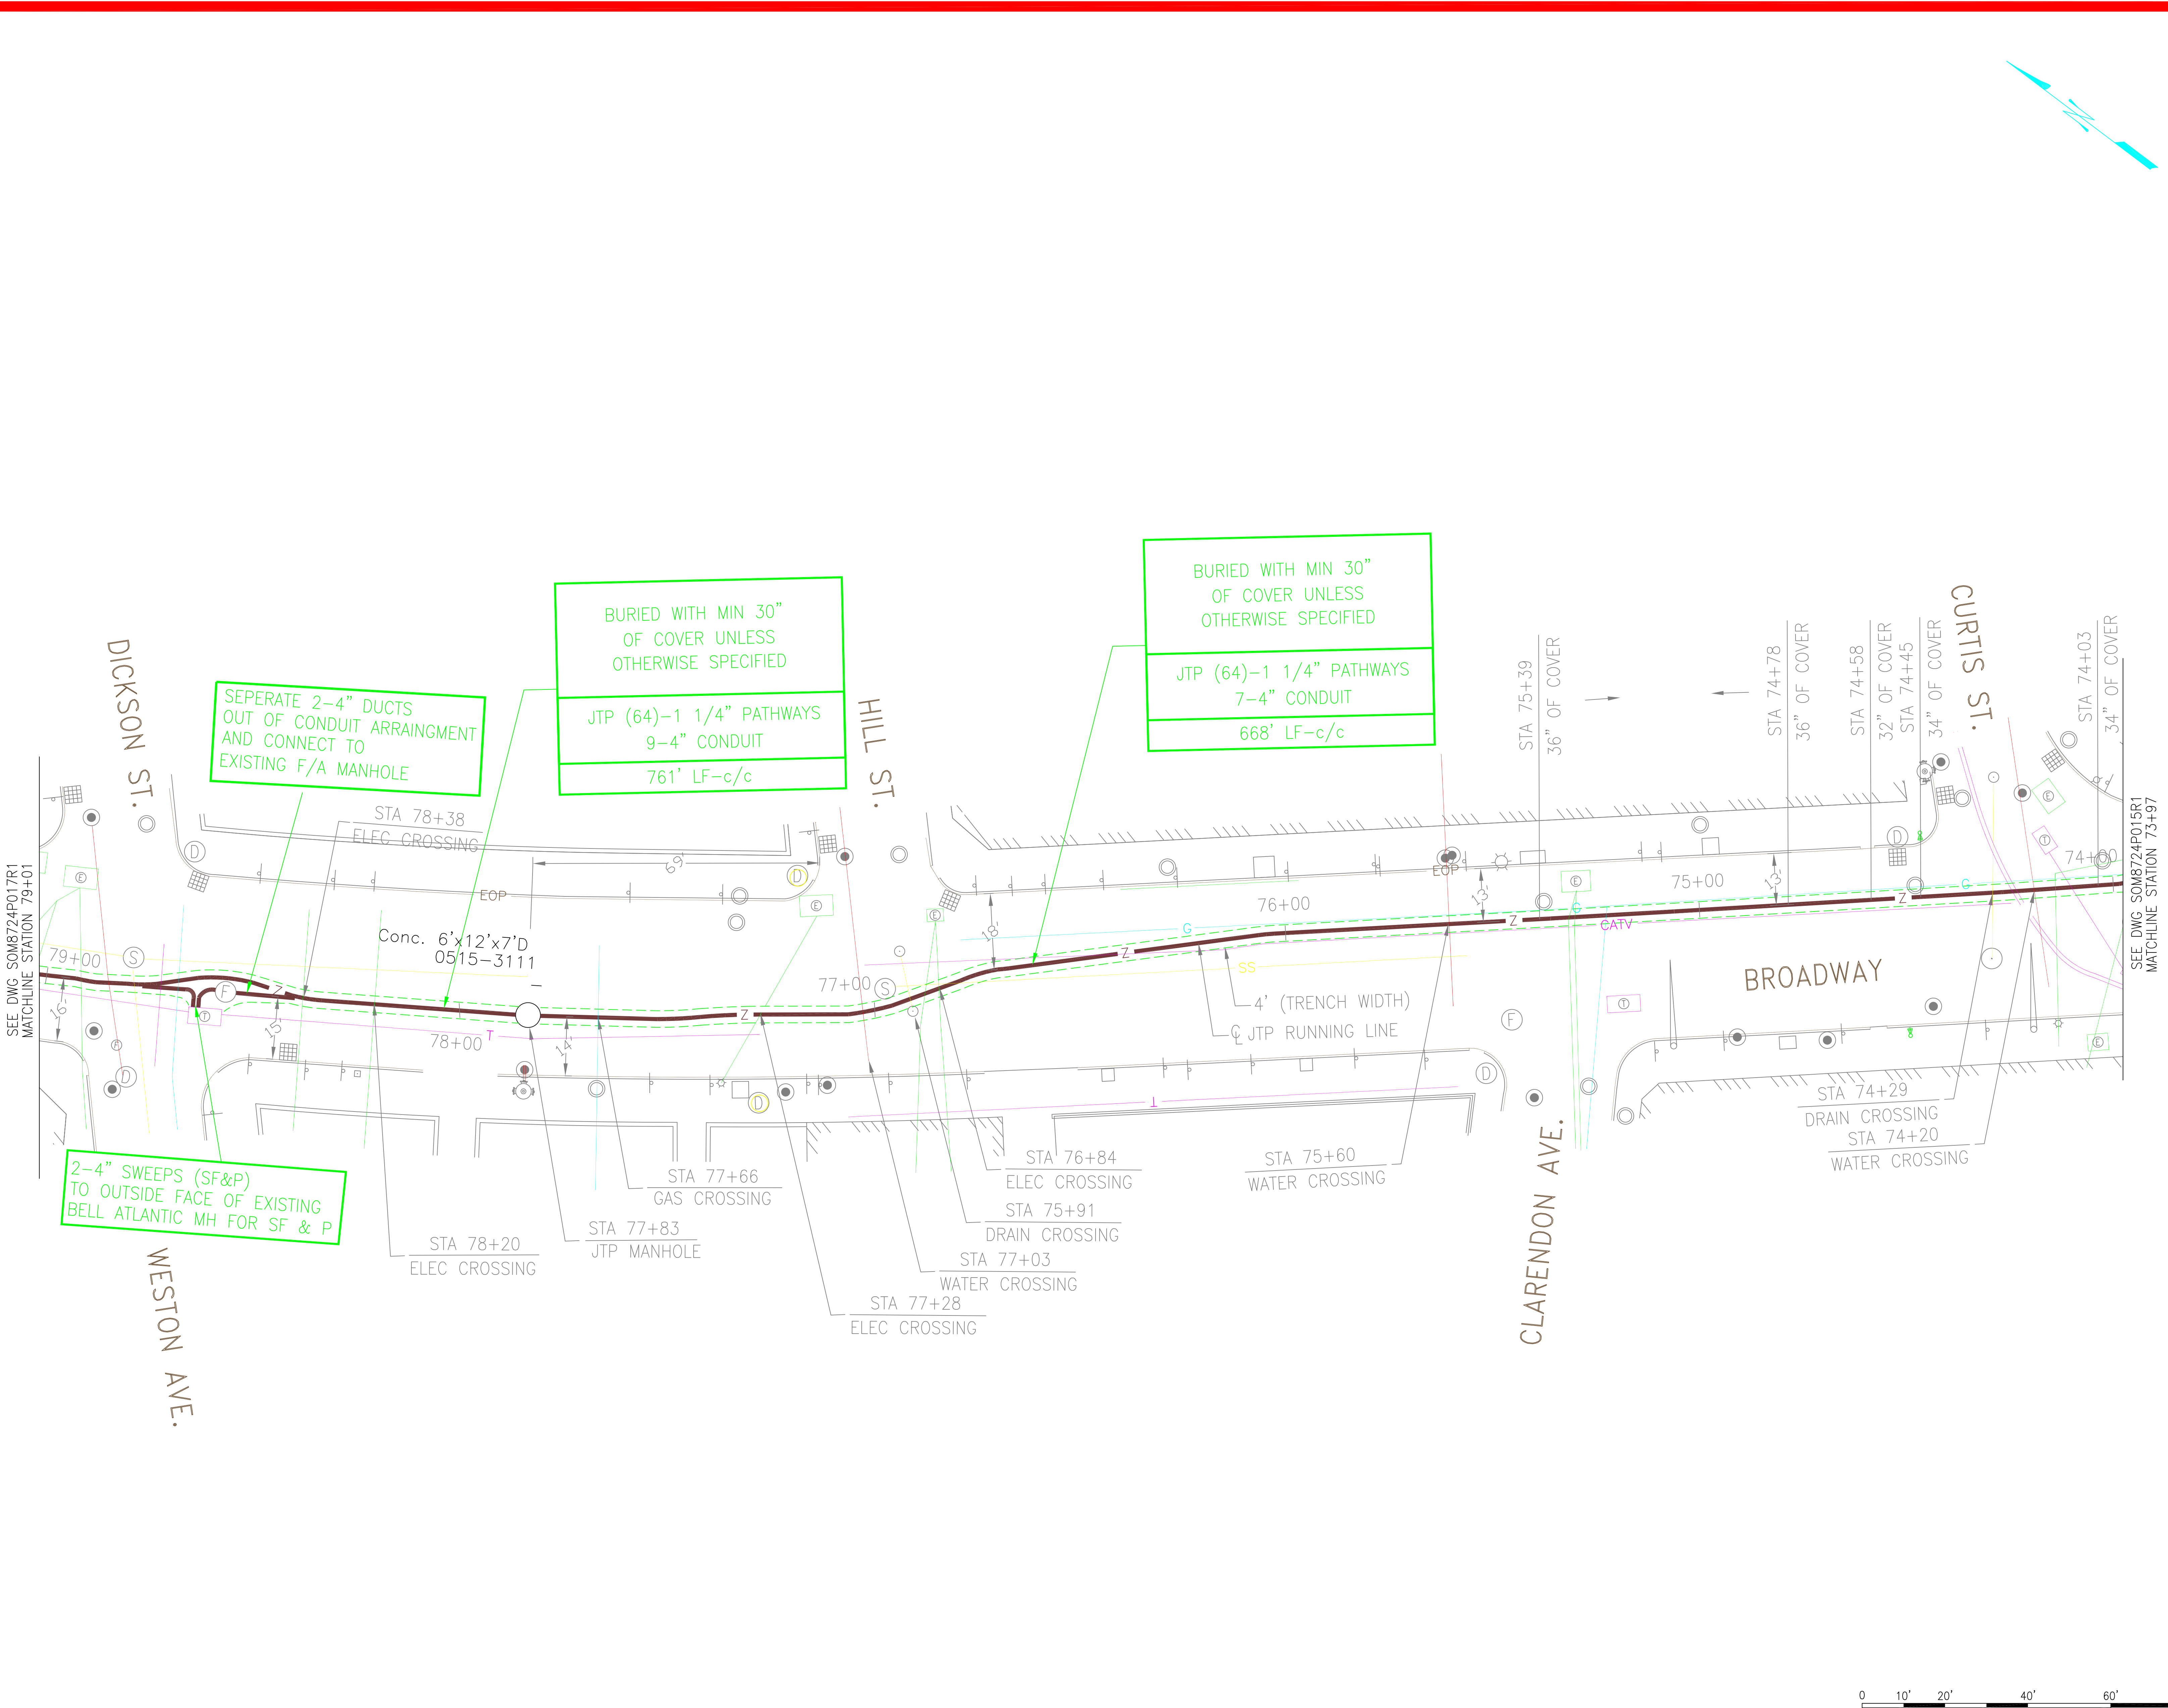 DICKSON ST.
SEPERATE 2-4" DUCTS
OUT OF CONDUIT ARRAINGMENT
AND CONNECT TO
EXISTING F/A MANHOLE
BURIED WITH MIN 30"
OF COVER UNLESS
OTHERWISE SPECIFIED
JTP (64)-1 1/4" PATHWAYS
9-4" CONDUIT
761' LF-c/c
HILL ST.
BURIED WITH MIN 30"
OF COVER UNLESS
OTHERWISE SPECIFIED
JTP (64)-1 1/4" PATHWAYS
7-4" CONDUIT
668' LF-c/c
STA 75+39
36" OF COVER
STA 74+78
36" OF COVER
STA 74+58
32" OF COVER
STA 74+45
34" OF COVER
CURTIS ST.
STA 74+03
34" OF COVER
SEE DWG SOM8724P017R1
MATCHLINE STATION 79+01
SEE DWG SOM8724P015R1
MATCHLINE STATION 73+97
STA 78+38
ELEC CROSSING
69'
D
D
D
E
E
E
E
E
T
EOP
EOP
Conc. 6'x12'x7'D
0515-3111
79+00
78+00
77+00
76+00
75+00
74+00
16'
15'
14'
18'
13'
13'
S
S
F
F
F
T
T
T
Z
Z
Z
Z
Z
G
G
G
SS
CATV
BROADWAY
4' (TRENCH WIDTH)
℄ JTP RUNNING LINE
D
D
D
E
STA 74+29
DRAIN CROSSING
STA 74+20
WATER CROSSING
2-4" SWEEPS (SF&P)
TO OUTSIDE FACE OF EXISTING
BELL ATLANTIC MH FOR SF & P
STA 77+66
GAS CROSSING
STA 77+83
JTP MANHOLE
STA 78+20
ELEC CROSSING
STA 76+84
ELEC CROSSING
STA 75+91
DRAIN CROSSING
STA 77+03
WATER CROSSING
STA 77+28
ELEC CROSSING
STA 75+60
WATER CROSSING
WESTON AVE.
CLARENDON AVE.
0 10' 20' 40' 60'